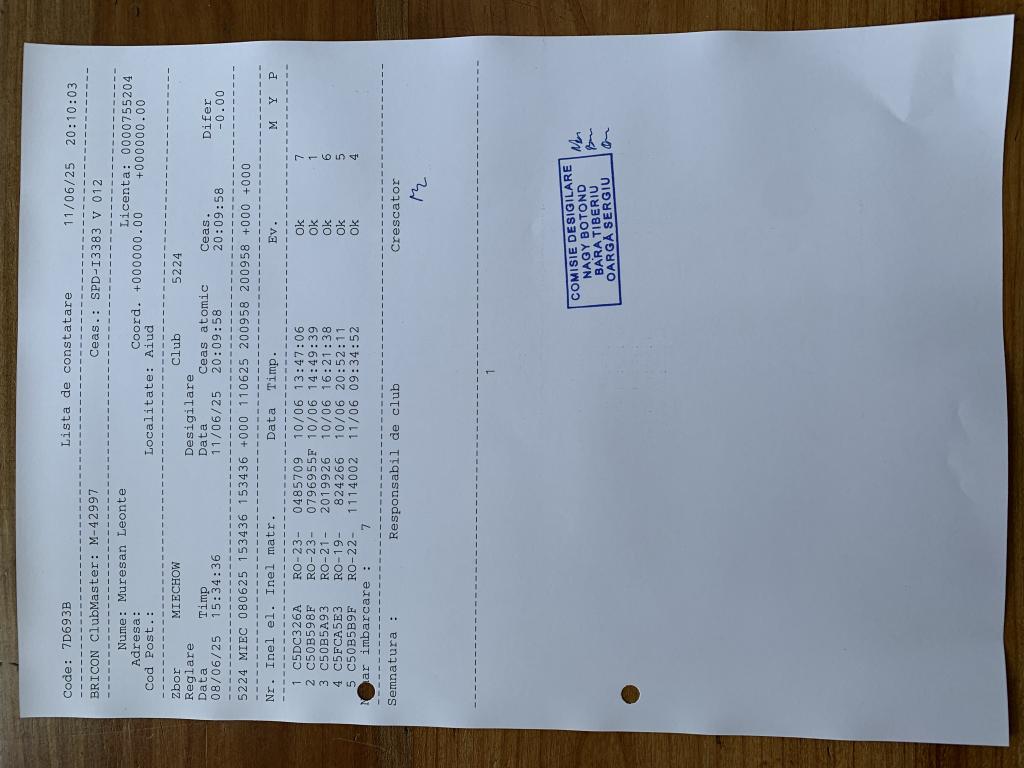 Code: 7D693B Lista de constatare 11/06/25 20:10:03
BRICON ClubMaster: M-42997 Ceas.: SPD-I3383 V 012
Nume: Muresan Leonte Licenta: 0000755204
Adresa: Coord. +000000.00 +000000.00
Cod Post.: Localitate: Aiud
Zbor MIECHOW Club 5224
Reglare Desigilare
Data Timp Data Ceas atomic Ceas. Difer
08/06/25 15:34:36 11/06/25 20:09:58 20:09:58 -0.00
5224 MIEC 080625 153436 153436 +000 110625 200958 200958 +000 +000
Nr. Inel el. Inel matr. Data Timp. Ev. M Y P
1 C5DC326A RO-23- 0485709 10/06 13:47:06 Ok 7
2 C50B598F RO-23- 0796955F 10/06 14:49:39 Ok 1
3 C50B5A93 RO-21- 2019926 10/06 16:21:38 Ok 6
4 C5FCA5E3 RO-19- 824266 10/06 20:52:11 Ok 5
5 C50B5B9F RO-22- 1114002 11/06 09:34:52 Ok 4
ar imbarcare : 7
Semnatura : Responsabil de club Crescator
1
COMISIE DESIGILARE
NAGY BOTOND
BARA TIBERIU
OARGĂ SERGIU